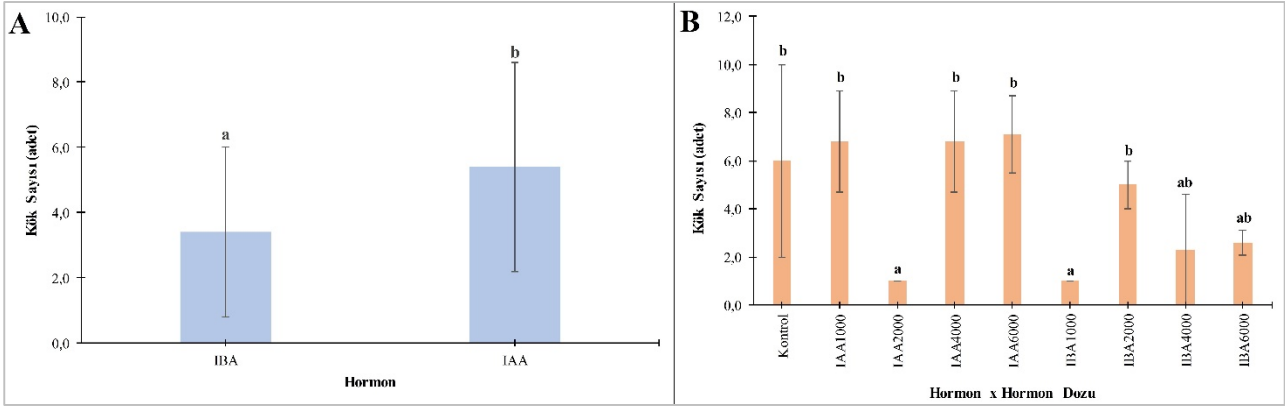 A
Kök Sayısı (adet)
10,0
8,0
6,0
4,0
2,0
0,0
a
b
IBA
IAA
Hormon
B
Kök Sayısı (adet)
12,0
10,0
8,0
6,0
4,0
2,0
0,0
b
b
a
b
b
a
b
ab
ab
Kontrol
IAA1000
IAA2000
IAA4000
IAA6000
IBA1000
IBA2000
IBA4000
IBA6000
Hormon x Hormon Dozu